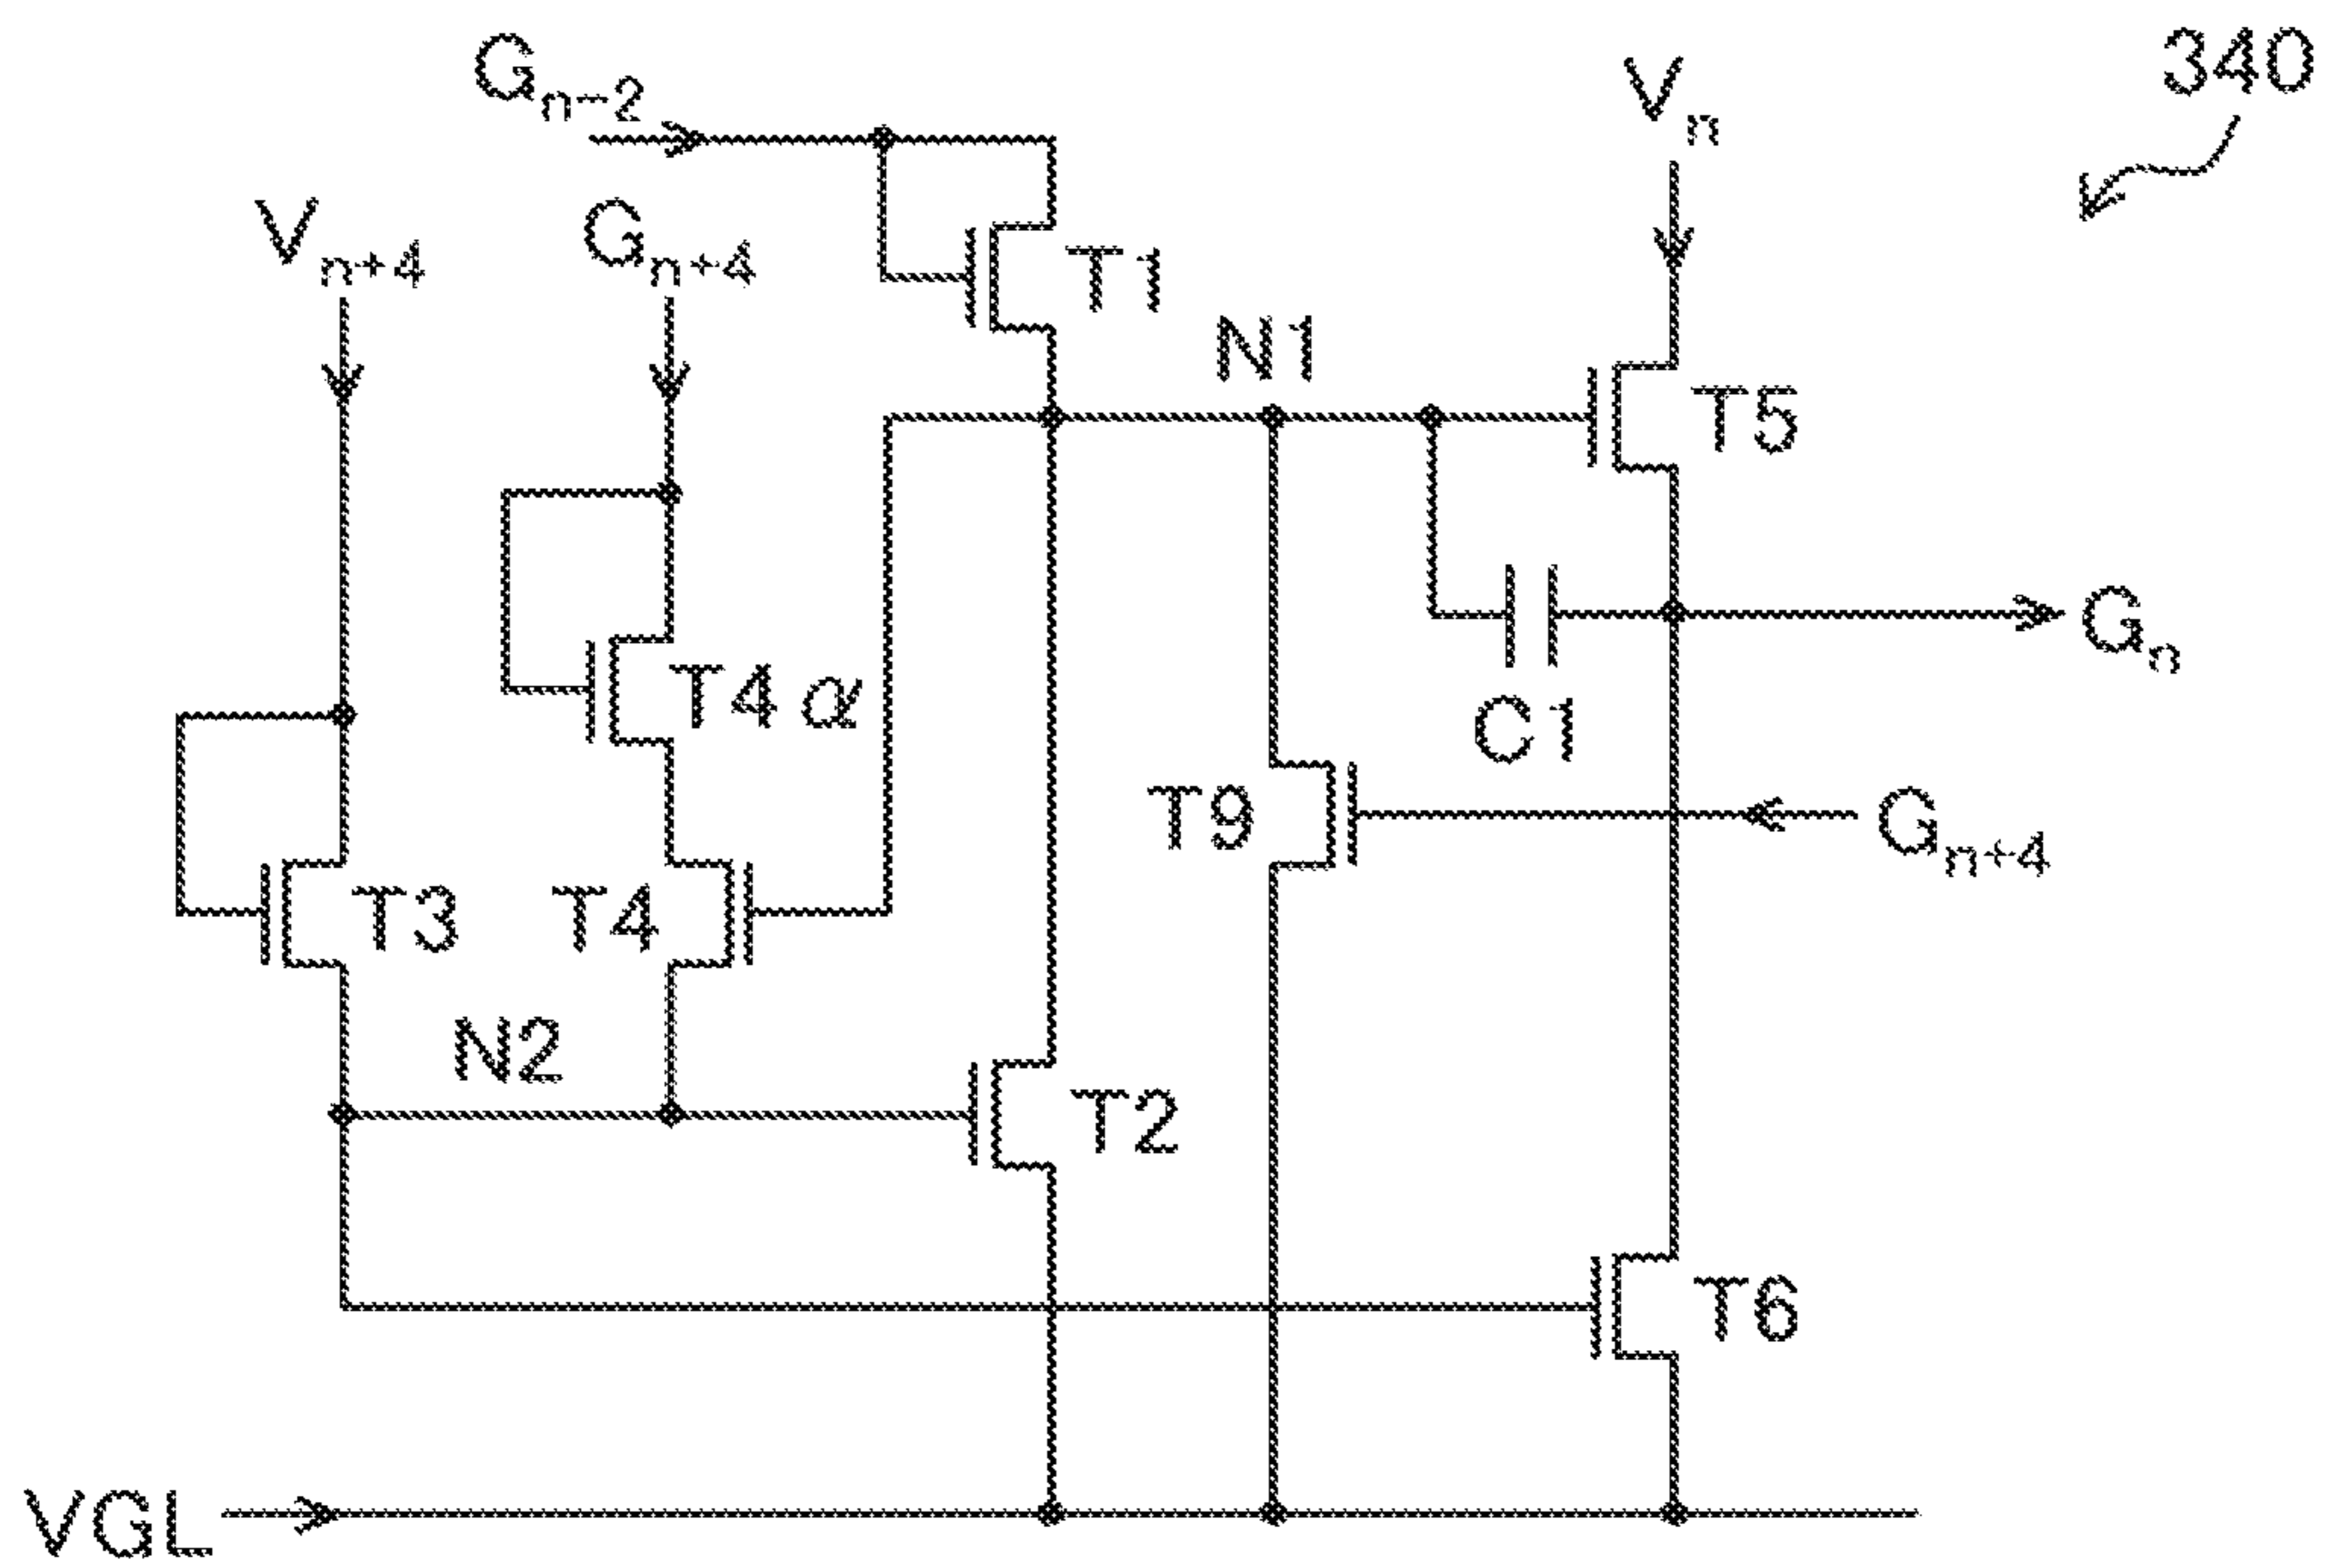 340
G_{n-2}
V_n
V_{n+4}
G_{n+4}
T1
N1
T5
G_n
T4α
C1
T9
G_{n+4}
T3
T4
N2
T2
T6
VGL